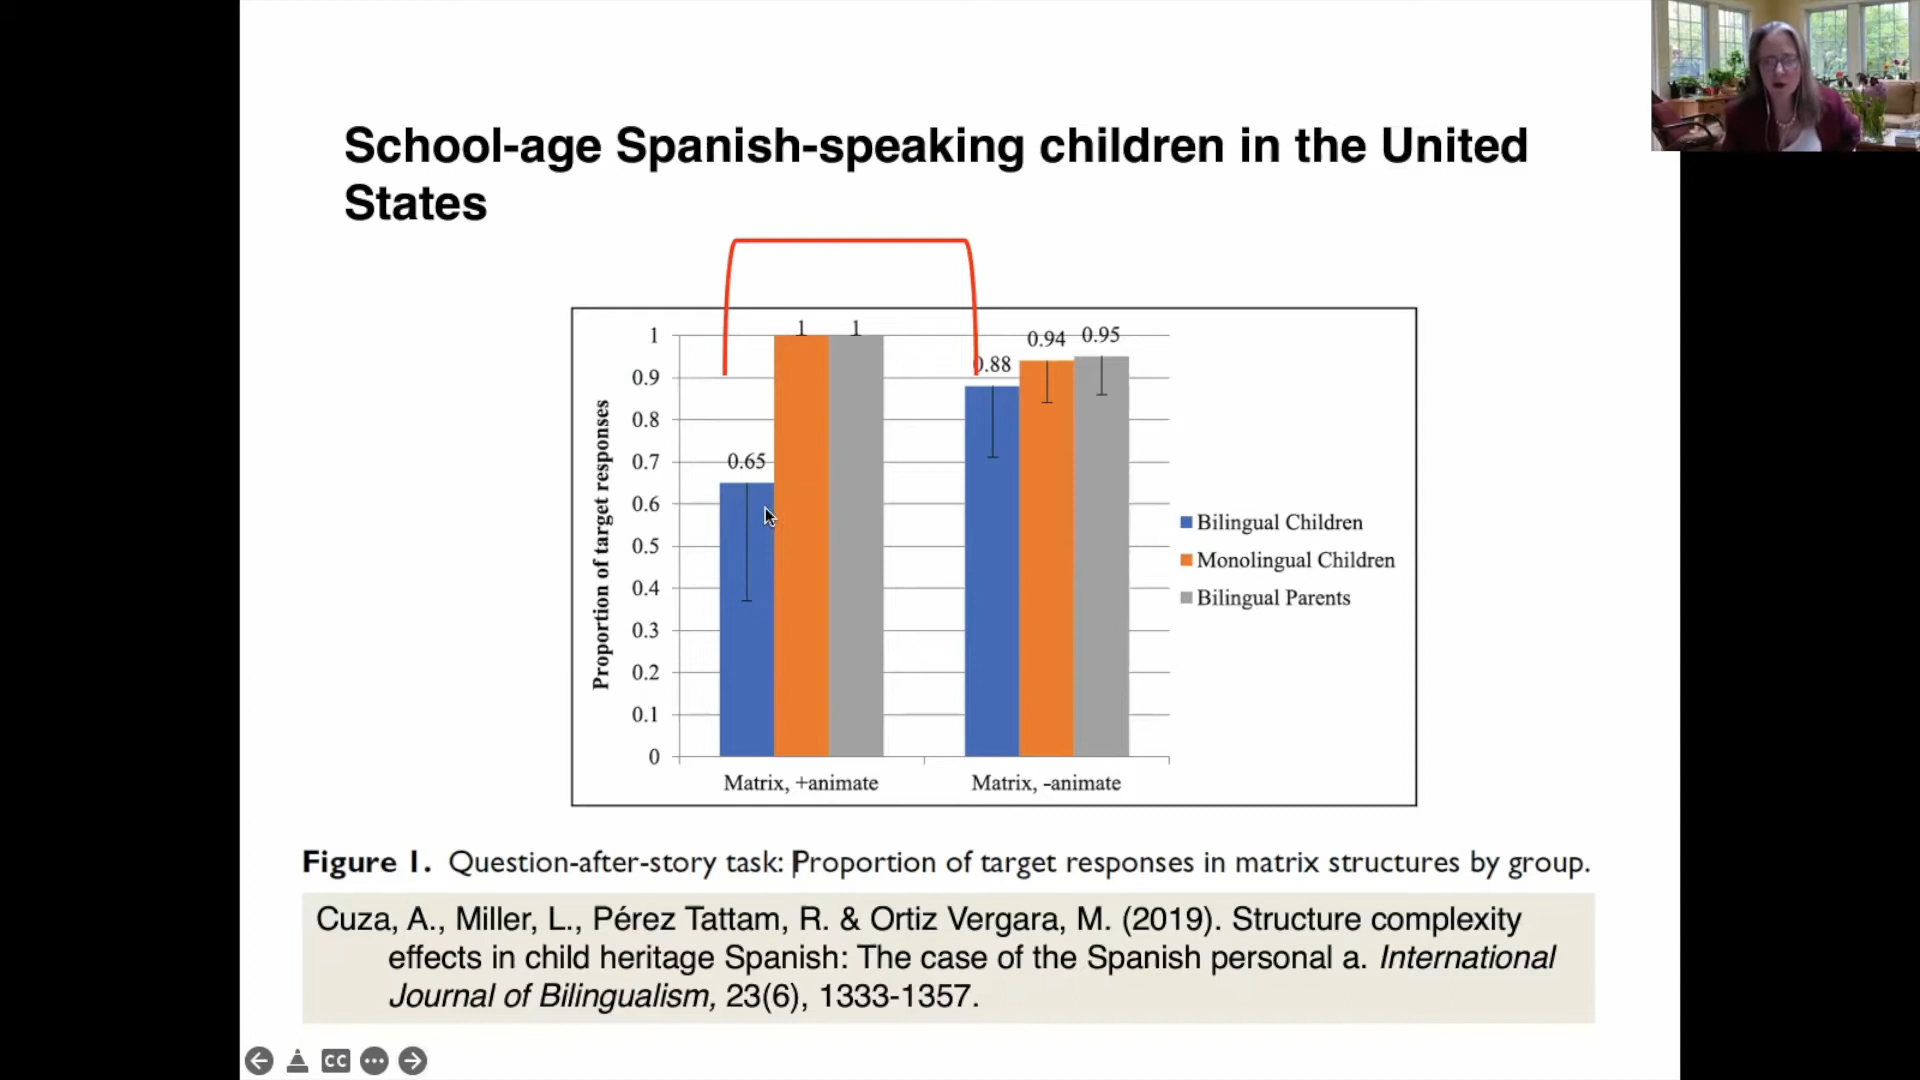 School-age Spanish-speaking children in the United
States
1
0.9
0.8
0.7
0.6
0.5
0.4
0.3
0.2
0.1
0
Proportion of target responses
0.65
1
1
0.88
0.94
0.95
Matrix, +animate
Matrix, -animate
Bilingual Children
Monolingual Children
Bilingual Parents
Figure 1. Question-after-story task: Proportion of target responses in matrix structures by group.
Cuza, A., Miller, L., Pérez Tattam, R. & Ortiz Vergara, M. (2019). Structure complexity
effects in child heritage Spanish: The case of the Spanish personal a. International
Journal of Bilingualism, 23(6), 1333-1357.
CC